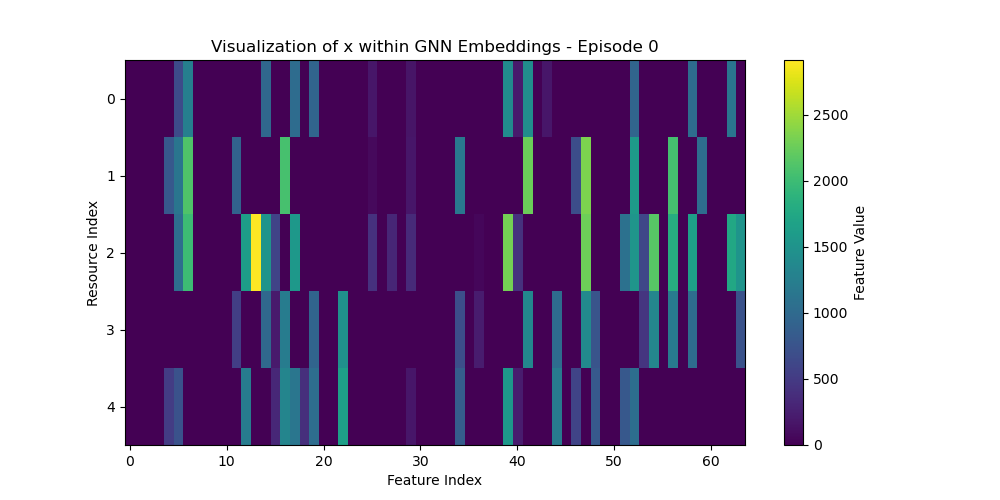 Visualization of x within GNN Embeddings - Episode 0
Resource Index
0
1
2
3
4
0 10 20 30 40 50 60
Feature Index
2500
2000
1500
1000
500
0
Feature Value